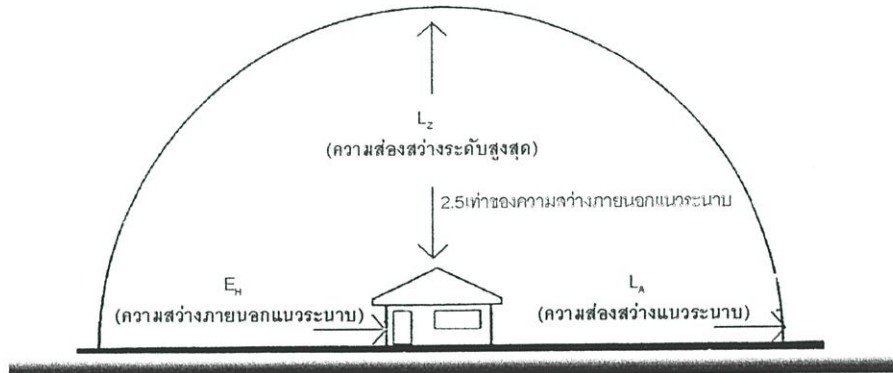 L_Z
(ความส่องสว่างระดับสูงสุด)
2.5เท่าของความสว่างภายนอกแนวระนาบ
E_H
(ความสว่างภายนอกแนวระนาบ)
L_A
(ความส่องสว่างแนวระนาบ)